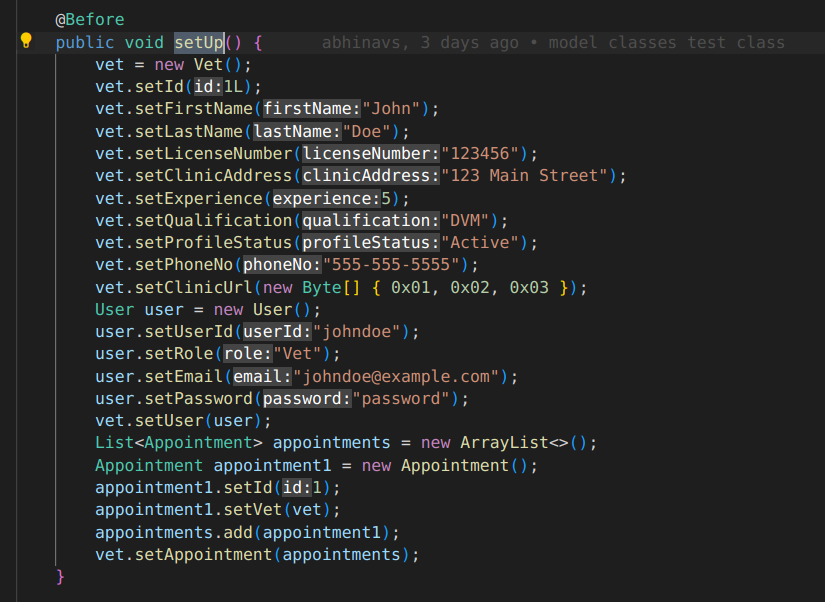 @Before
public void setUp() { abhinavs, 3 days ago • model classes test class
vet = new Vet();
vet.setId(id:1L);
vet.setFirstName(firstName:"John");
vet.setLastName(lastName:"Doe");
vet.setLicenseNumber(licenseNumber:"123456");
vet.setClinicAddress(clinicAddress:"123 Main Street");
vet.setExperience(experience:5);
vet.setQualification(qualification:"DVM");
vet.setProfileStatus(profileStatus:"Active");
vet.setPhoneNo(phoneNo:"555-555-5555");
vet.setClinicUrl(new Byte[] { 0x01, 0x02, 0x03 });
User user = new User();
user.setUserId(userId:"johndoe");
user.setRole(role:"Vet");
user.setEmail(email:"johndoe@example.com");
user.setPassword(password:"password");
vet.setUser(user);
List<Appointment> appointments = new ArrayList<>();
Appointment appointment1 = new Appointment();
appointment1.setId(id:1);
appointment1.setVet(vet);
appointments.add(appointment1);
vet.setAppointment(appointments);
}